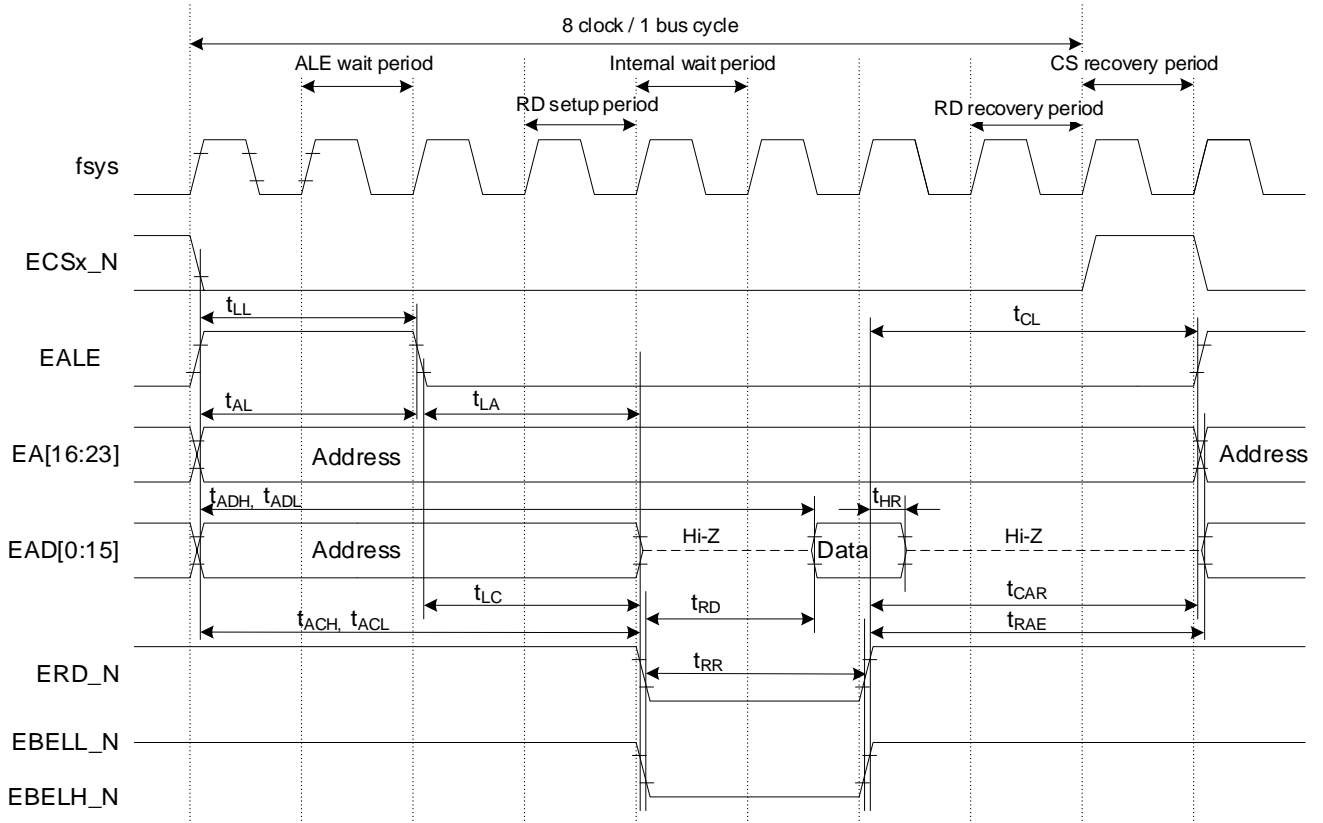 8 clock / 1 bus cycle
ALE wait period
Internal wait period
CS recovery period
RD setup period
RD recovery period
fsys
ECSx_N
tLL
tCL
EALE
tAL
tLA
EA[16:23]
Address
Address
tADH, tADL
tHR
EAD[0:15]
Address
Hi-Z
Data
Hi-Z
tLC
tRD
tCAR
tACH, tACL
tRAE
ERD_N
tRR
EBELL_N
EBELH_N